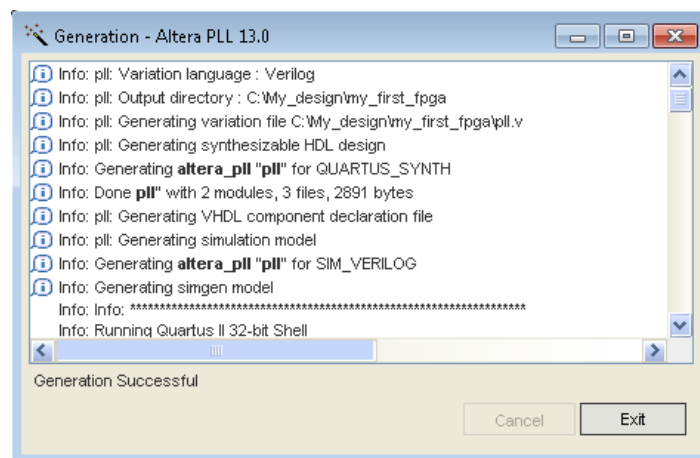 Generation - Altera PLL 13.0
Info: pll: Variation language : Verilog
Info: pll: Output directory : C:\My_design\my_first_fpga
Info: pll: Generating variation file C:\My_design\my_first_fpga\pll.v
Info: pll: Generating synthesizable HDL design
Info: Generating altera_pll "pll" for QUARTUS_SYNTH
Info: Done pll" with 2 modules, 3 files, 2891 bytes
Info: pll: Generating VHDL component declaration file
Info: pll: Generating simulation model
Info: Generating altera_pll "pll" for SIM_VERILOG
Info: Generating simgen model
Info: Info: *******************************************************************
Info: Running Quartus II 32-bit Shell
Generation Successful
Cancel
Exit